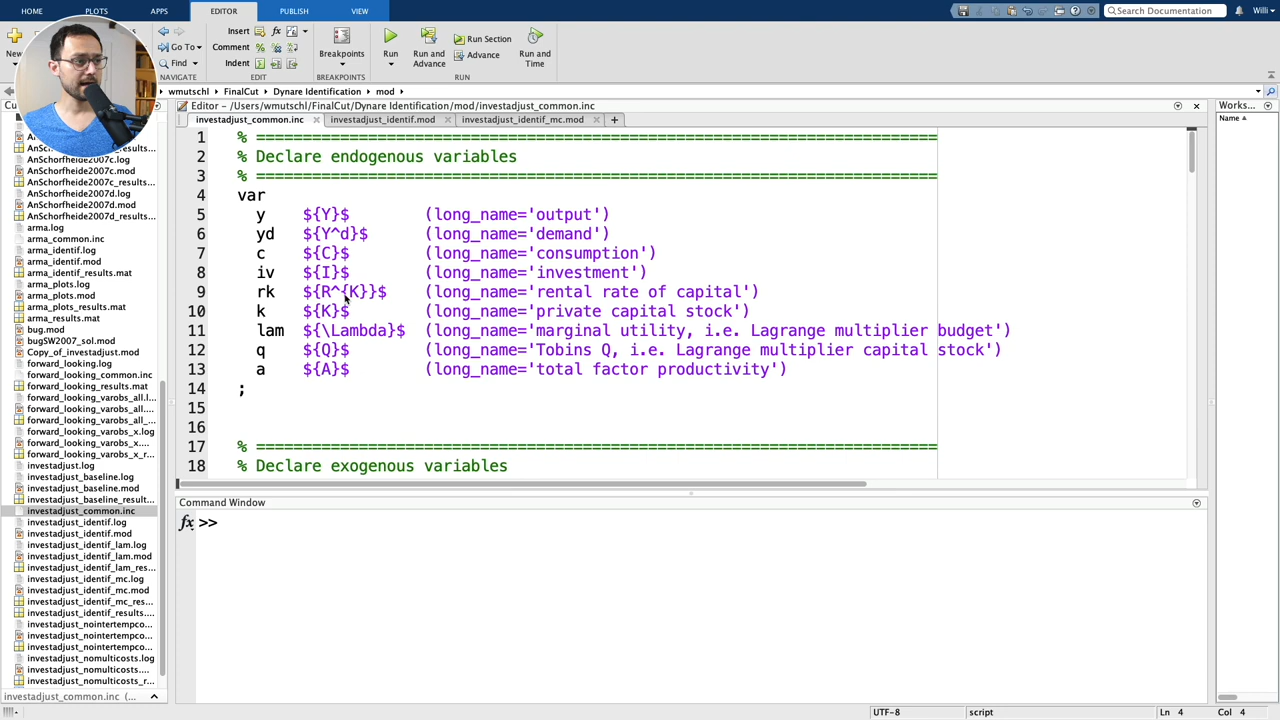 HOME PLOTS APPS EDITOR PUBLISH VIEW
Search Documentation
Willi
New
Go To
Find
NAVIGATE
Insert
Comment
Indent
EDIT
Breakpoints
BREAKPOINTS
Run
Run and Advance
Run Section
Advance
Run and Time
RUN
wmutschl FinalCut Dynare Identification mod
Editor - /Users/wmutschl/FinalCut/Dynare Identification/mod/investadjust_common.inc
investadjust_common.inc investadjust_identif.mod investadjust_identif_mc.mod
1 % ==========================================================================
2 % Declare endogenous variables
3 % ==========================================================================
4 var
5 y ${Y}$ (long_name='output')
6 yd ${Y^d}$ (long_name='demand')
7 c ${C}$ (long_name='consumption')
8 iv ${I}$ (long_name='investment')
9 rk ${R^{K}}$ (long_name='rental rate of capital')
10 k ${K}$ (long_name='private capital stock')
11 lam ${\Lambda}$ (long_name='marginal utility, i.e. Lagrange multiplier budget')
12 q ${Q}$ (long_name='Tobins Q, i.e. Lagrange multiplier capital stock')
13 a ${A}$ (long_name='total factor productivity')
14 ;
15
16
17 % ==========================================================================
18 % Declare exogenous variables
Command Window
fx >>
Works...
Name
AnSchorfheide2007c.log
AnSchorfheide2007c.mod
AnSchorfheide2007c_results...
AnSchorfheide2007d.log
AnSchorfheide2007d.mod
AnSchorfheide2007d_results...
arma.log
arma_common.inc
arma_identif.log
arma_identif.mod
arma_identif_results.mat
arma_plots.log
arma_plots.mod
arma_results.mat
bug.mod
bugSW2007_sol.mod
Copy_of_investadjust.mod
forward_looking.log
forward_looking_common.inc
forward_looking_results.mat
forward_looking_varobs_all.l...
forward_looking_varobs_all....
forward_looking_varobs_all_...
forward_looking_varobs_x.log
forward_looking_varobs_x....
forward_looking_varobs_x_r...
investadjust.log
investadjust_baseline.log
investadjust_baseline.mod
investadjust_baseline_result...
investadjust_common.inc
investadjust_identif.log
investadjust_identif.mod
investadjust_identif_lam.log
investadjust_identif_lam.mod
investadjust_identif_lam_res...
investadjust_identif_mc.log
investadjust_identif_mc.mod
investadjust_identif_mc_re...
investadjust_identif_results....
investadjust_nointertempco...
investadjust_nointertempco...
investadjust_nointertempco...
investadjust_nomulticosts.log
investadjust_nomulticosts....
investadjust_nomulticosts_r...
investadjust_common.inc (...
UTF-8 script Ln 4 Col 4